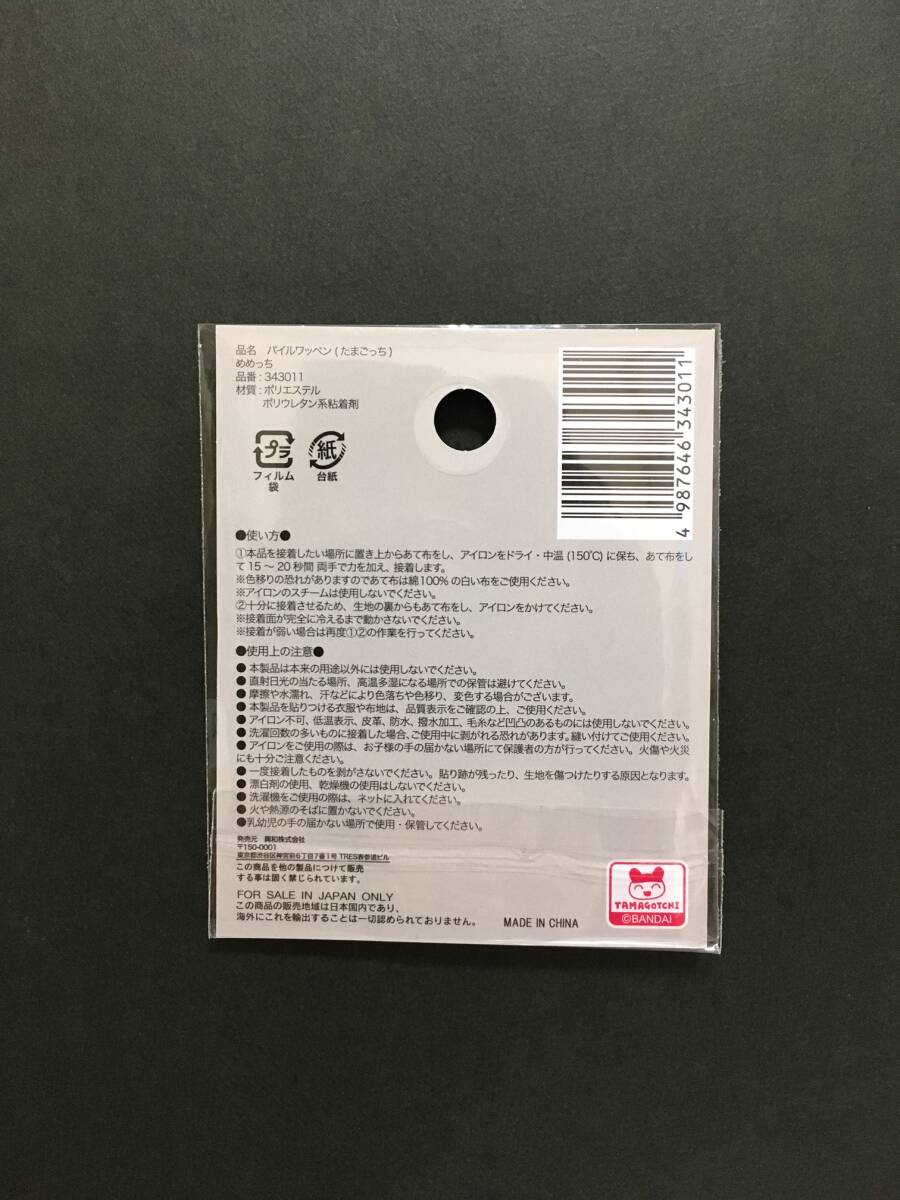 品名 パイルワッペン(たまごっち)
めめっち
品番:343011
材質:ポリエステル
ポリウレタン系粘着剤
プラ
フィルム
袋
紙
台紙
4 987646 343011
●使い方●
①本品を接着したい場所に置き上からあて布をし、アイロンをドライ・中温(150℃)に保ち、あて布をし
て15～20秒間 両手で力を加え、接着します。
※色移りの恐れがありますのであて布は綿100%の白い布をご使用ください。
※アイロンのスチームは使用しないでください。
②十分に接着させるため、生地の裏からもあて布をし、アイロンをかけてください。
※接着面が完全に冷えるまで動かさないでください。
※接着が弱い場合は再度①②の作業を行ってください。
●使用上の注意●
● 本製品は本来の用途以外には使用しないでください。
● 直射日光の当たる場所、高温多湿になる場所での保管は避けてください。
● 摩擦や水濡れ、汗などにより色落ちや色移り、変色する場合がございます。
● 本製品を貼りつける衣服や布地は、品質表示をご確認の上、ご使用ください。
● アイロン不可、低温表示、皮革、防水、撥水加工、毛糸など凹凸のあるものには使用しないでください。
● 洗濯回数の多いものに接着した場合、ご使用中に剥がれる恐れがあります。縫い付けてご使用ください。
● アイロンをご使用の際は、お子様の手の届かない場所にて保護者の方が行ってください。火傷や火災
にも十分ご注意ください。
● 一度接着したものを剥がさないでください。貼り跡が残ったり、生地を傷つけたりする原因となります。
● 漂白剤の使用、乾燥機の使用はしないでください。
● 洗濯機をご使用の際は、ネットに入れてください。
● 火や熱源のそばに置かないでください。
●乳幼児の手の届かない場所で使用・保管してください。
発売元 興和株式会社
〒150-0001
東京都渋谷区神宮前6丁目7番1号 TRES表参道ビル
この商品を他の製品につけて販売
する事は固く禁じられています。
FOR SALE IN JAPAN ONLY
この商品の販売地域は日本国内であり、
海外にこれを輸出することは一切認められておりません。
MADE IN CHINA
TAMAGOTCHI
©BANDAI